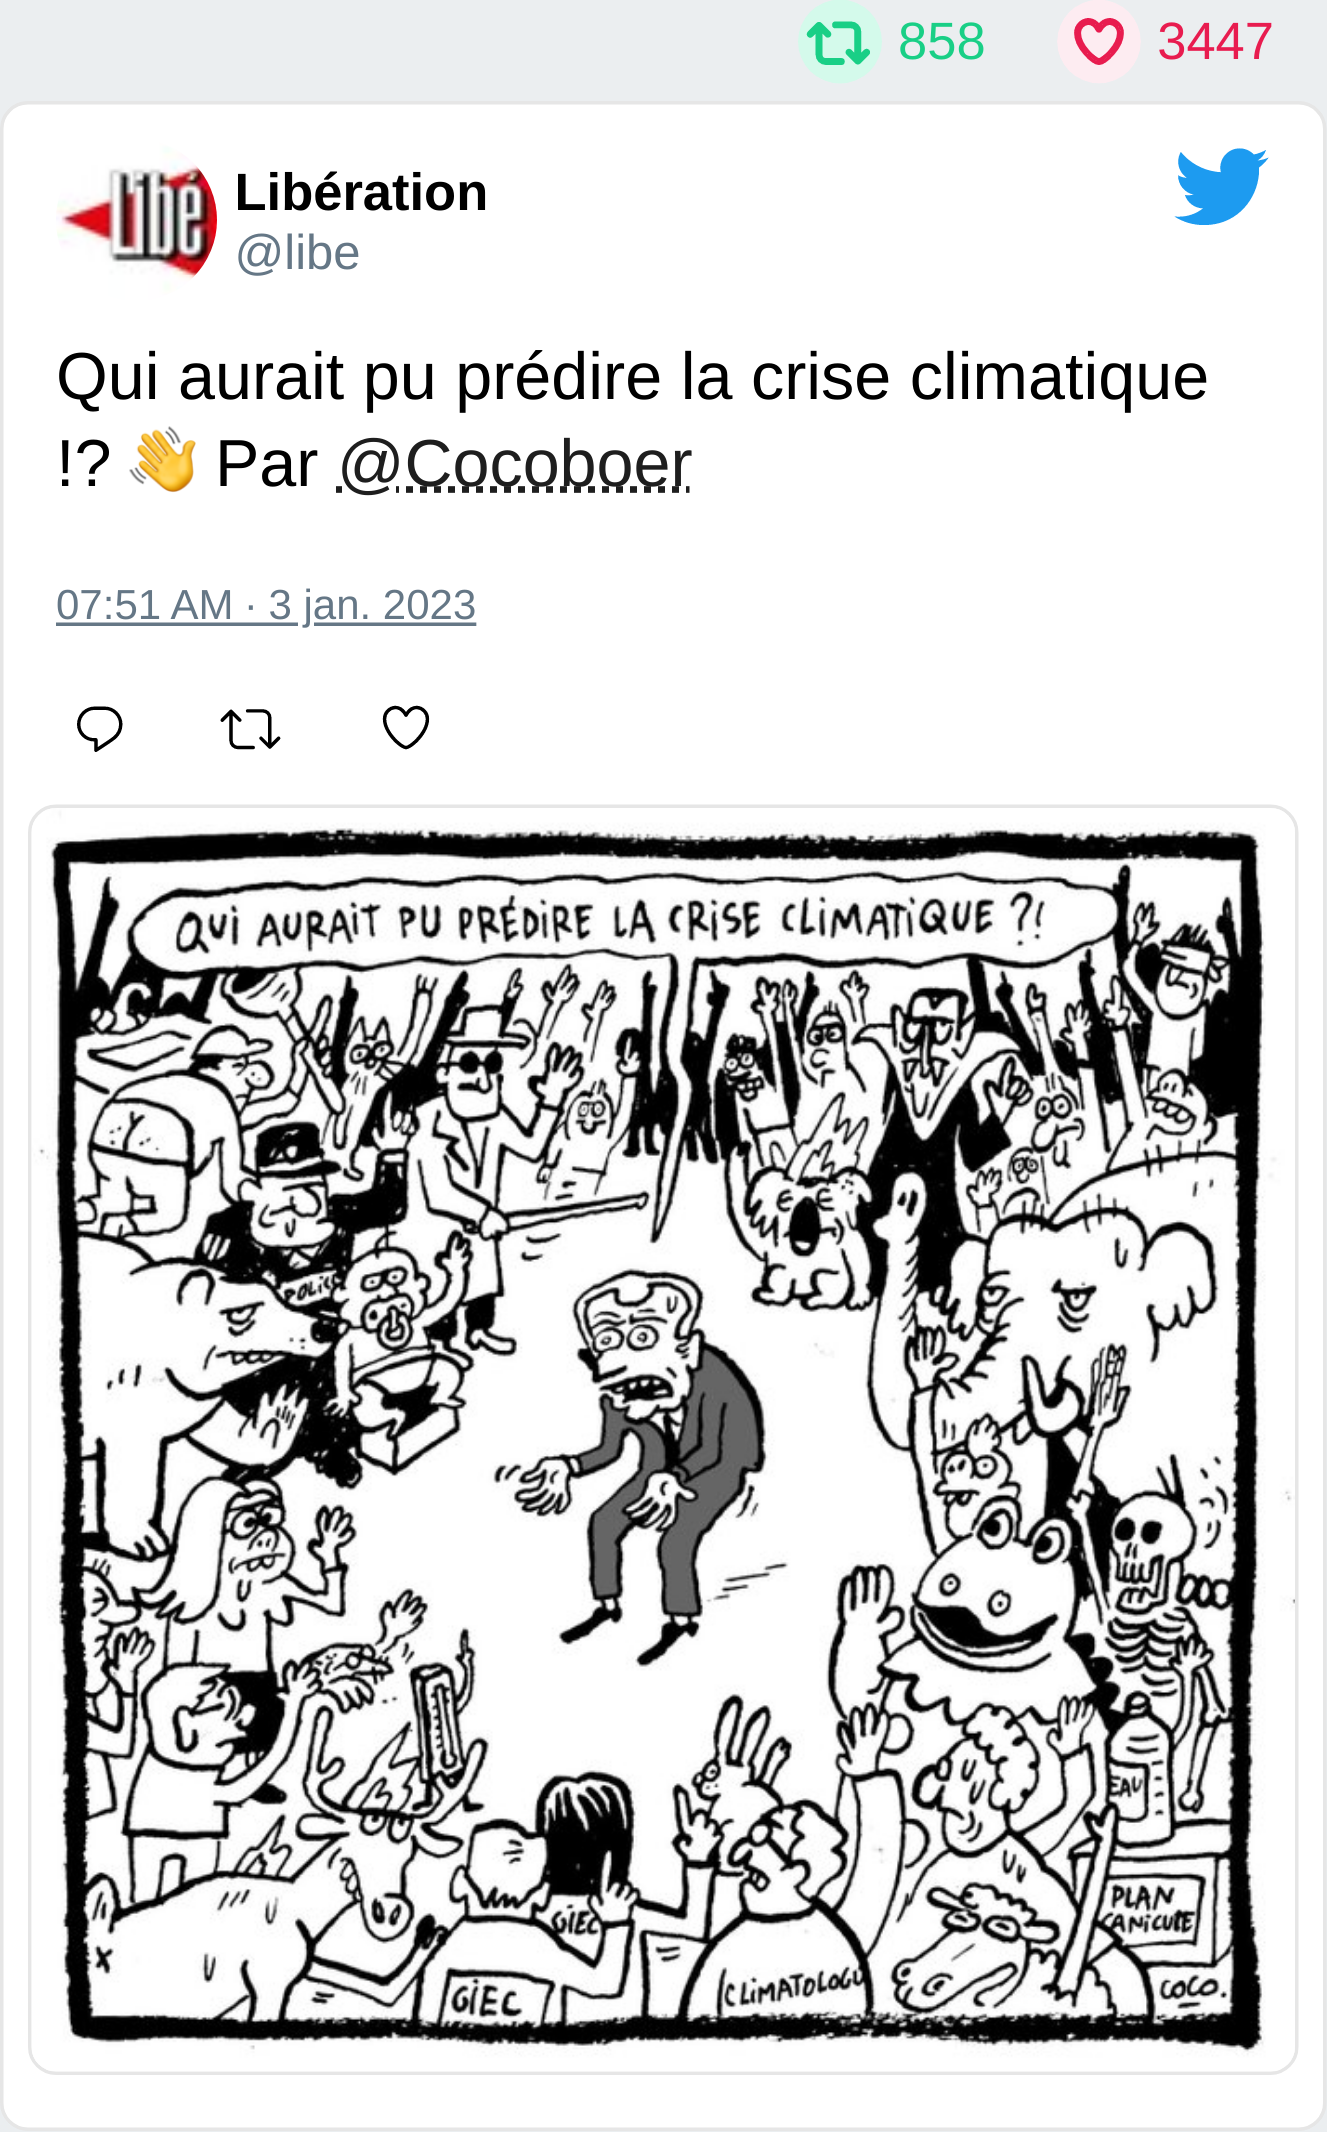 858 3447
Libé
Libération
@libe
Qui aurait pu prédire la crise climatique
!? 👋 Par @Cocoboer
07:51 AM · 3 jan. 2023
QUI AURAIT PU PRÉDIRE LA CRISE CLIMATIQUE ?!
POLICE
EAU
PLAN
CANICULE
GIEC
GIEC
CLIMATOLOGU
COCO.